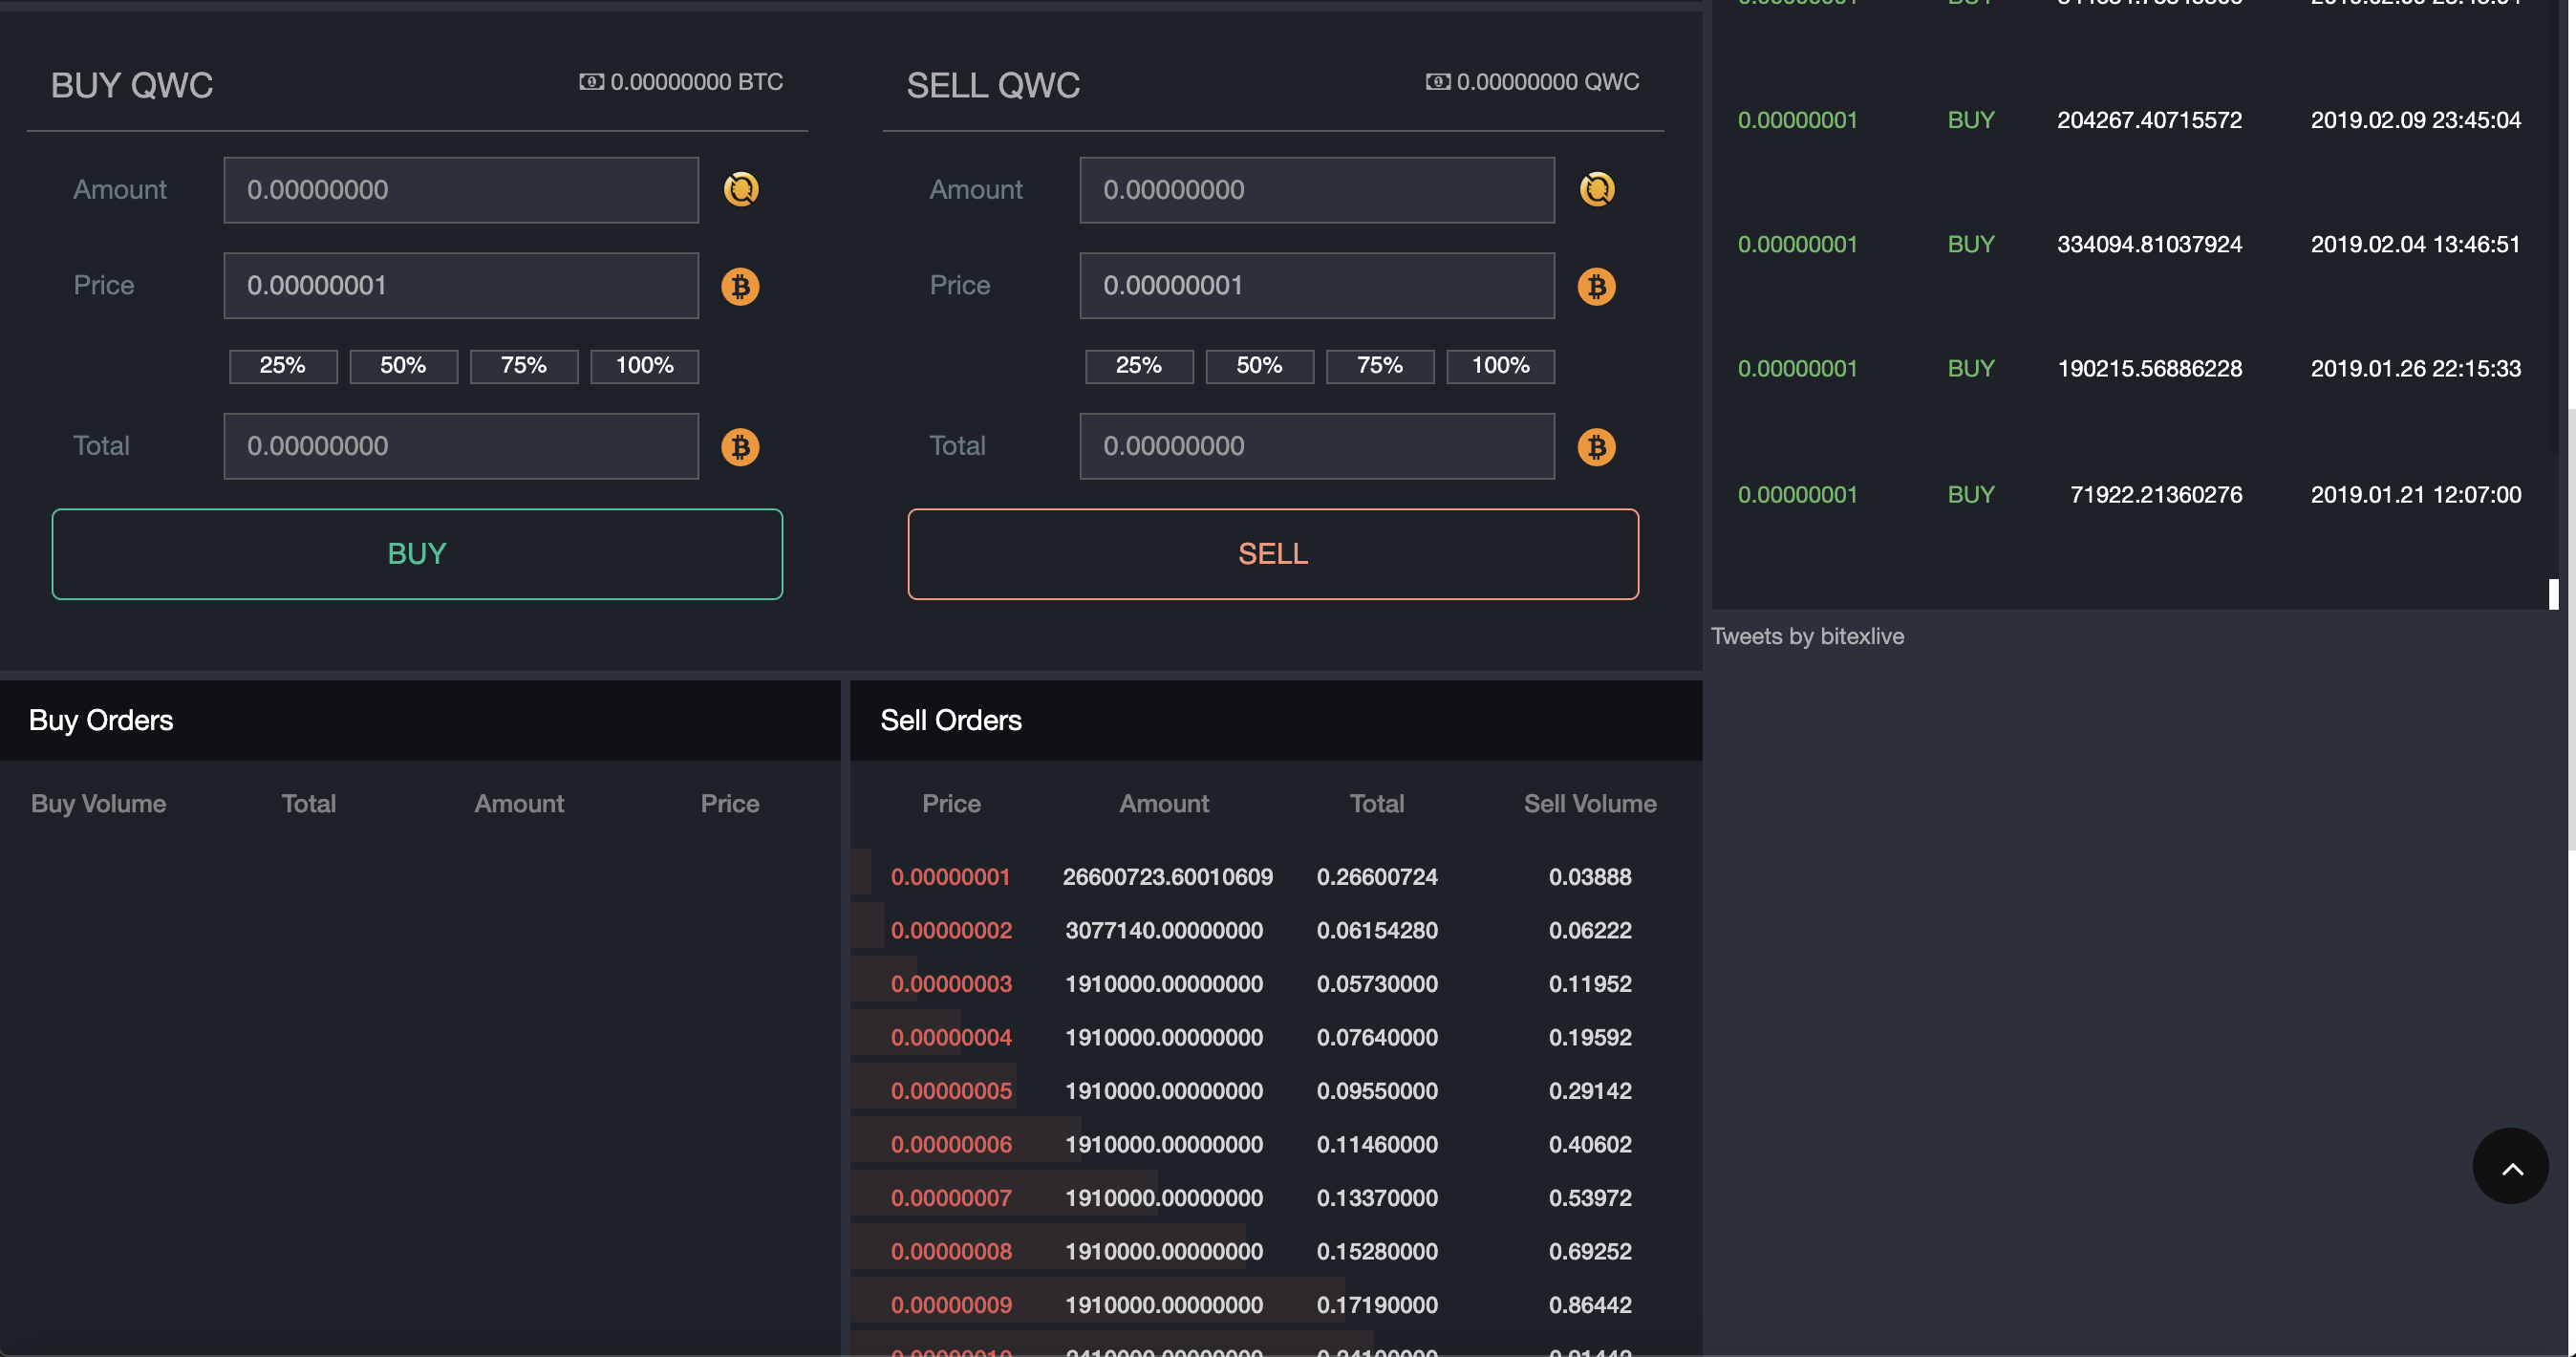 BUY QWC 0.00000000 BTC
Amount 0.00000000
Price 0.00000001
25% 50% 75% 100%
Total 0.00000000
BUY
SELL QWC 0.00000000 QWC
Amount 0.00000000
Price 0.00000001
25% 50% 75% 100%
Total 0.00000000
SELL
0.00000001 BUY 204267.40715572 2019.02.09 23:45:04
0.00000001 BUY 334094.81037924 2019.02.04 13:46:51
0.00000001 BUY 190215.56886228 2019.01.26 22:15:33
0.00000001 BUY 71922.21360276 2019.01.21 12:07:00
Tweets by bitexlive
Buy Orders
Buy Volume Total Amount Price
Sell Orders
Price Amount Total Sell Volume
0.00000001 26600723.60010609 0.26600724 0.03888
0.00000002 3077140.00000000 0.06154280 0.06222
0.00000003 1910000.00000000 0.05730000 0.11952
0.00000004 1910000.00000000 0.07640000 0.19592
0.00000005 1910000.00000000 0.09550000 0.29142
0.00000006 1910000.00000000 0.11460000 0.40602
0.00000007 1910000.00000000 0.13370000 0.53972
0.00000008 1910000.00000000 0.15280000 0.69252
0.00000009 1910000.00000000 0.17190000 0.86442